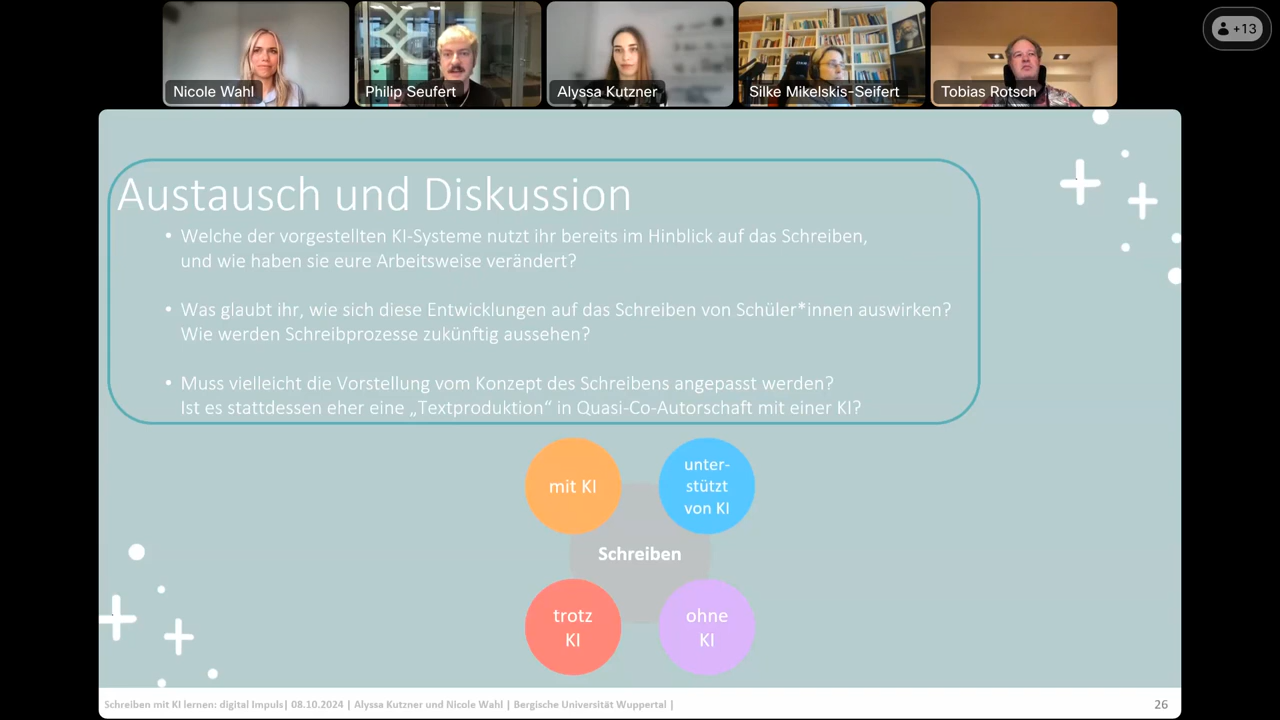 Nicole Wahl
Philip Seufert
Alyssa Kutzner
Silke Mikelskis-Seifert
Tobias Rotsch
+13
Austausch und Diskussion
• Welche der vorgestellten KI-Systeme nutzt ihr bereits im Hinblick auf das Schreiben,
und wie haben sie eure Arbeitsweise verändert?
• Was glaubt ihr, wie sich diese Entwicklungen auf das Schreiben von Schüler*innen auswirken?
Wie werden Schreibprozesse zukünftig aussehen?
• Muss vielleicht die Vorstellung vom Konzept des Schreibens angepasst werden?
Ist es stattdessen eher eine „Textproduktion“ in Quasi-Co-Autorschaft mit einer KI?
mit KI
unter-
stützt
von KI
Schreiben
trotz
KI
ohne
KI
Schreiben mit KI lernen: digital Impuls| 08.10.2024 | Alyssa Kutzner und Nicole Wahl | Bergische Universität Wuppertal |
26